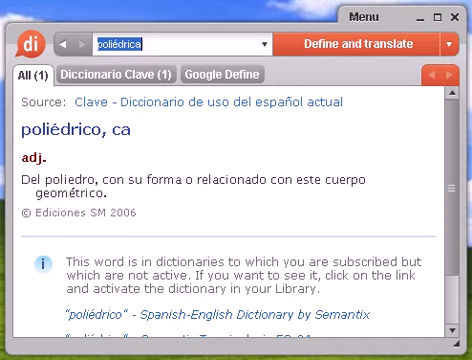 Menu
di
poliédrica
Define and translate
All (1)
Diccionario Clave (1)
Google Define
Source: Clave - Diccionario de uso del español actual
poliédrico, ca
adj.
Del poliedro, con su forma o relacionado con este cuerpo
geométrico.
© Ediciones SM 2006
i
This word is in dictionaries to which you are subscribed but
which are not active. If you want to see it, click on the link
and activate the dictionary in your Library.
"poliédrico" - Spanish-English Dictionary by Semantix